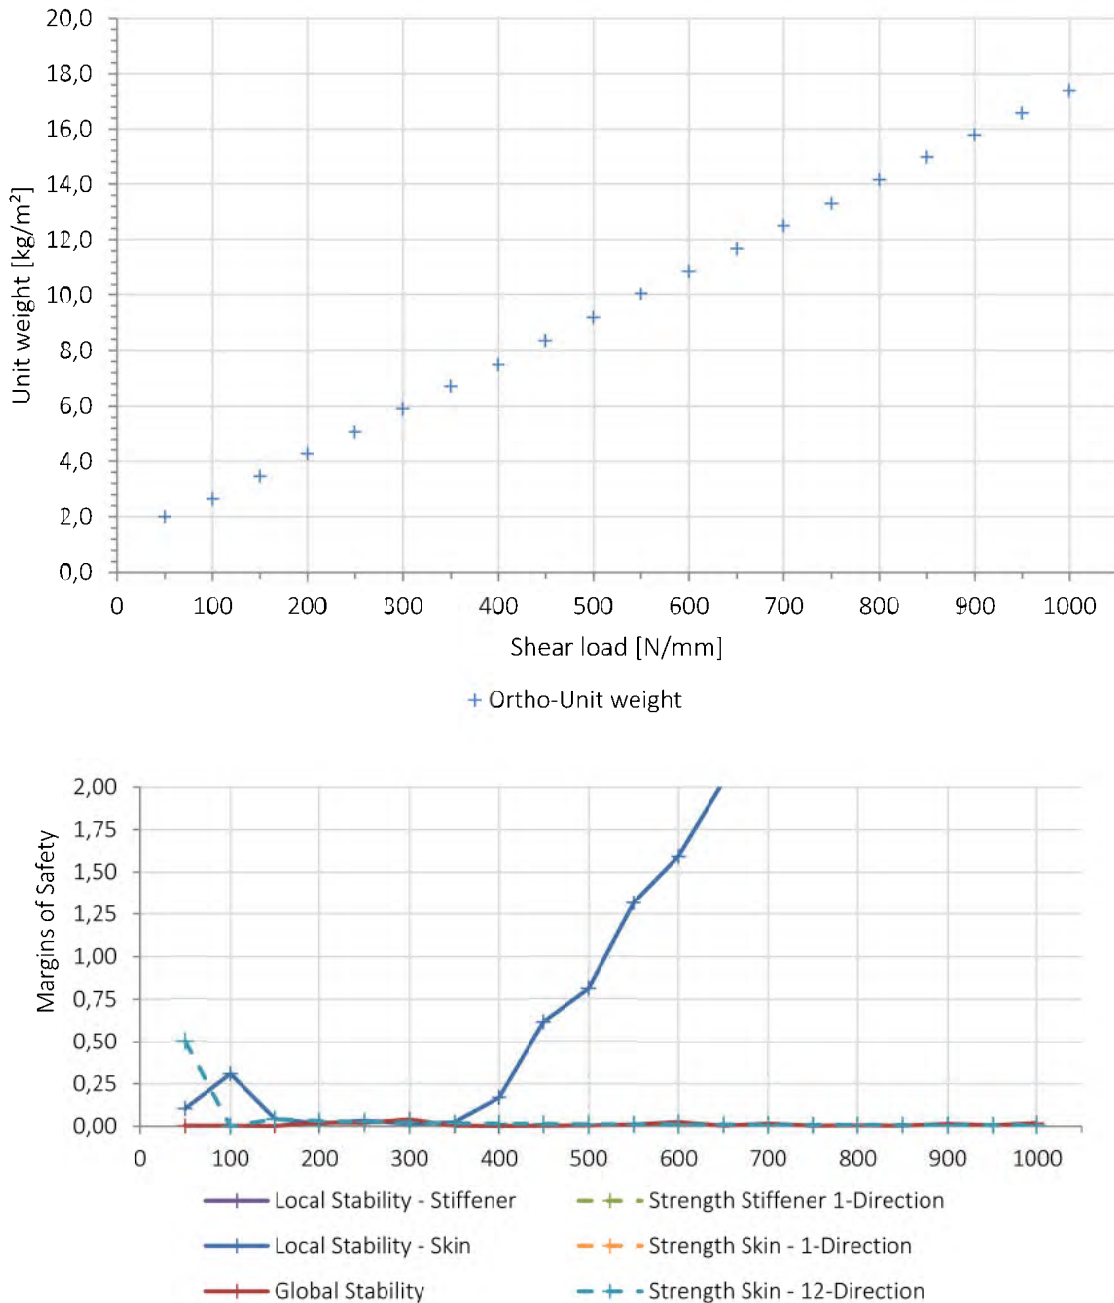 20,0
18,0
16,0
14,0
12,0
10,0
8,0
6,0
4,0
2,0
0,0
Unit weight [kg/m²]
0 100 200 300 400 500 600 700 800 900 1000
Shear load [N/mm]
Ortho-Unit weight
2,00
1,75
1,50
1,25
1,00
0,75
0,50
0,25
0,00
Margins of Safety
0 100 200 300 400 500 600 700 800 900 1000
Local Stability - Stiffener
Strength Stiffener 1-Direction
Local Stability - Skin
Strength Skin - 1-Direction
Global Stability
Strength Skin - 12-Direction